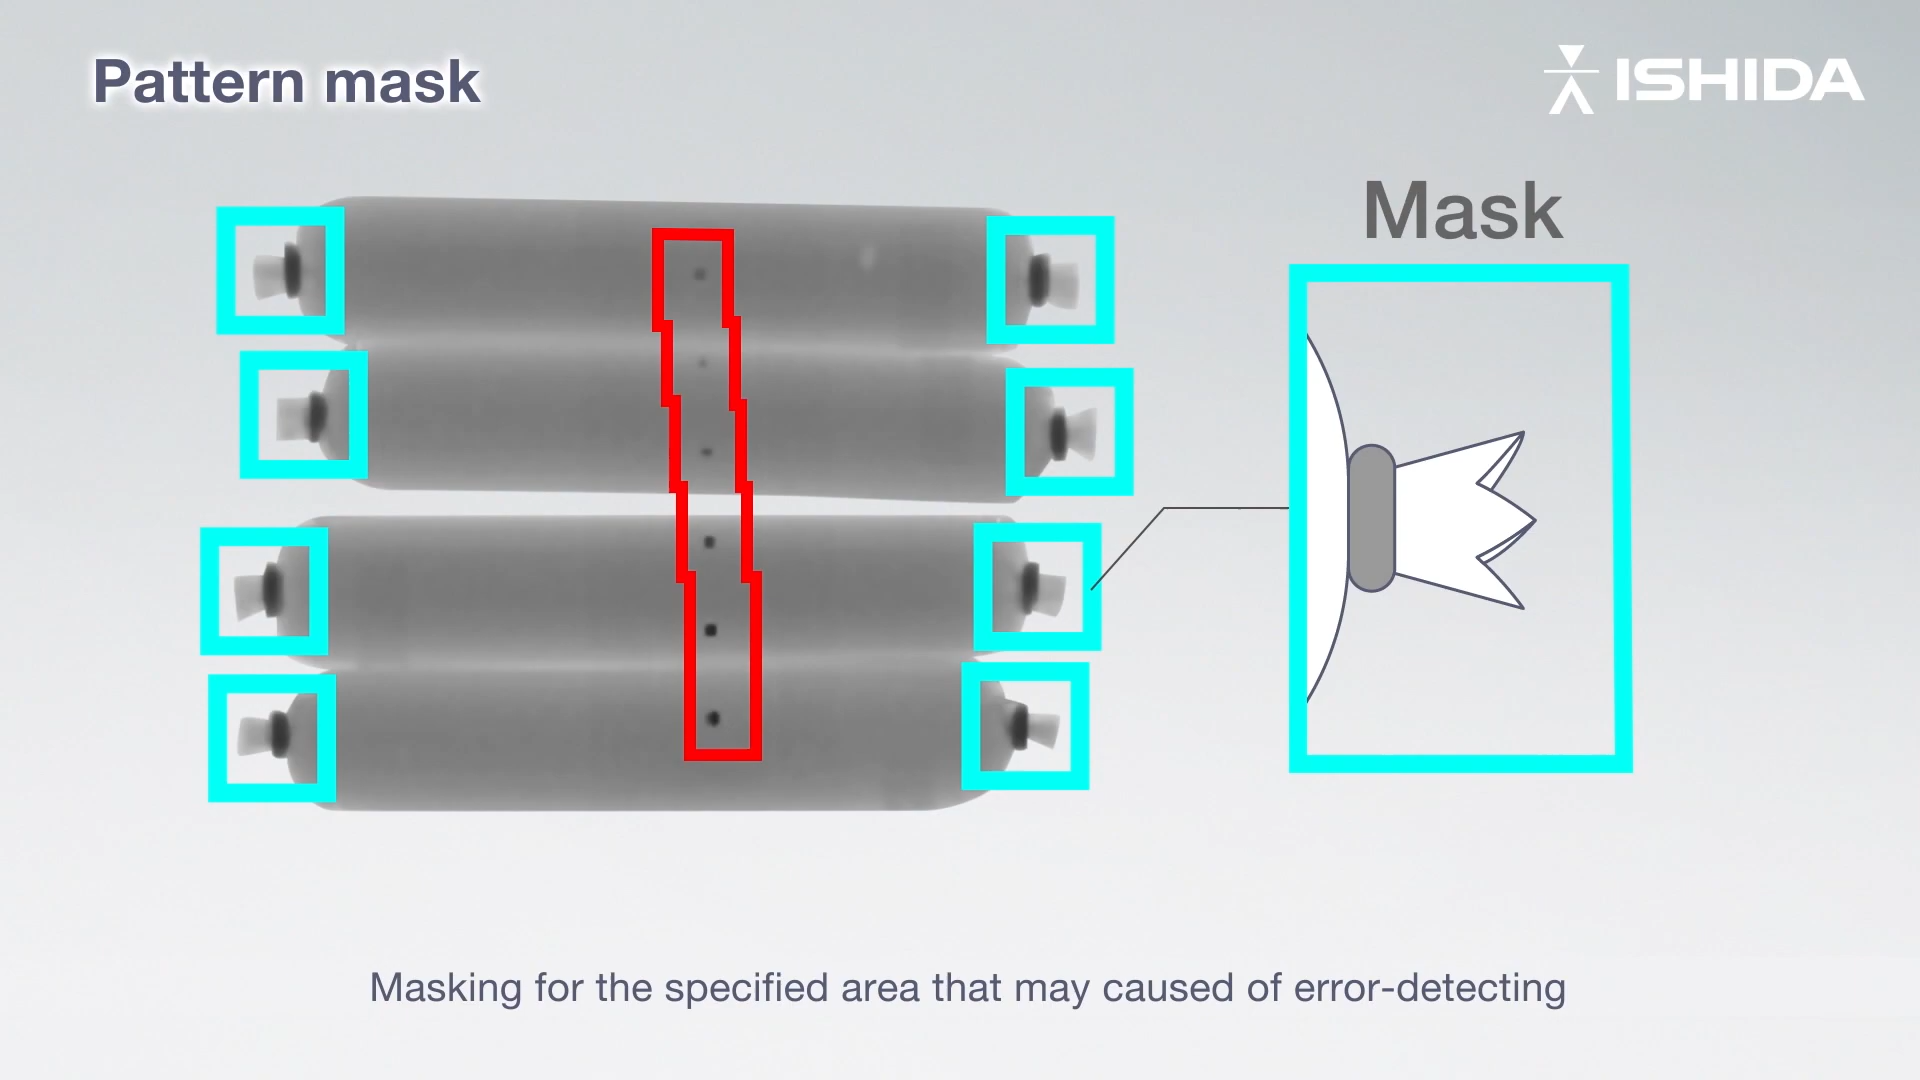 Pattern mask
ISHIDA
Mask
Masking for the specified area that may caused of error-detecting